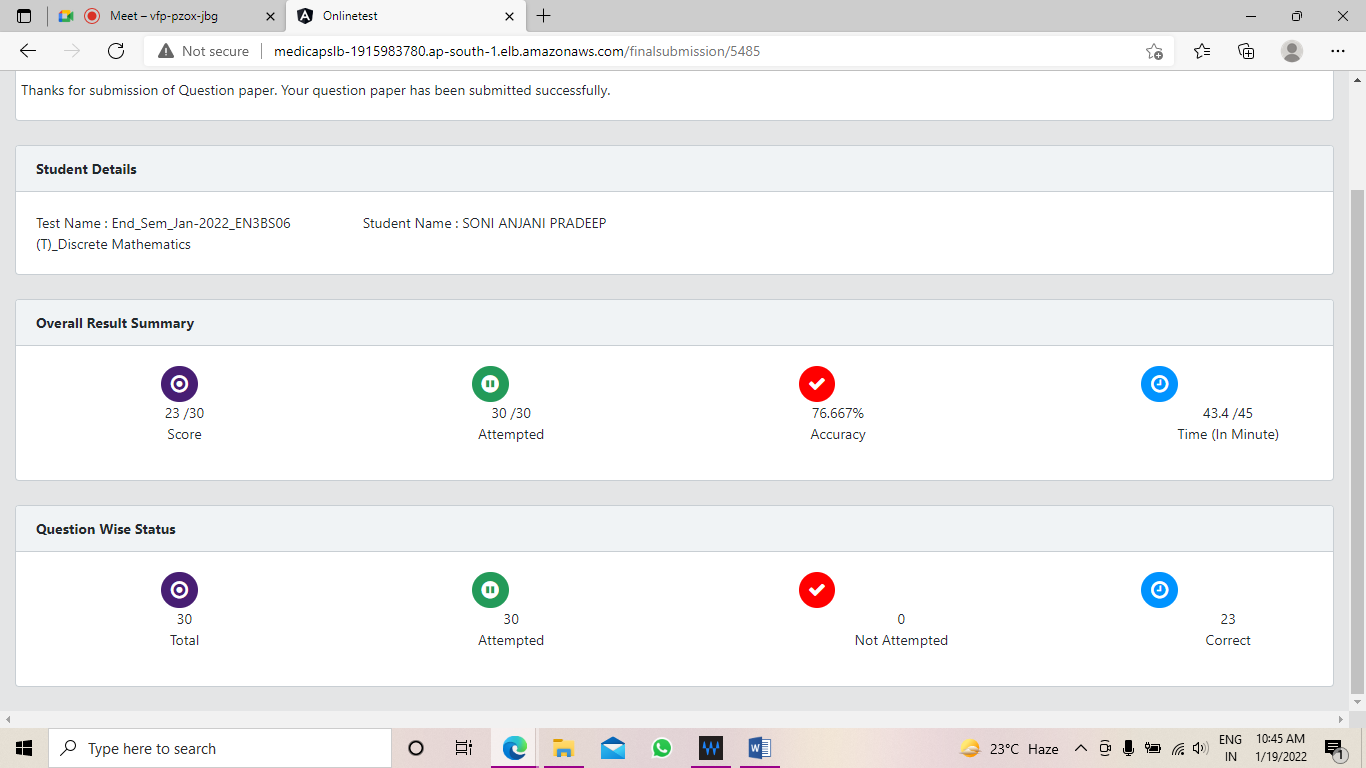 Meet – vfp-pzox-jbg
Onlinetest
Not secure
medicapslb-1915983780.ap-south-1.elb.amazonaws.com/finalsubmission/5485
Thanks for submission of Question paper. Your question paper has been submitted successfully.
Student Details
Test Name : End_Sem_Jan-2022_EN3BS06 Student Name : SONI ANJANI PRADEEP
(T)_Discrete Mathematics
Overall Result Summary
23 /30 30 /30 76.667% 43.4 /45
Score Attempted Accuracy Time (In Minute)
Question Wise Status
30 30 0 23
Total Attempted Not Attempted Correct
Type here to search
W
23°C Haze
ENG
IN
10:45 AM
1/19/2022
1